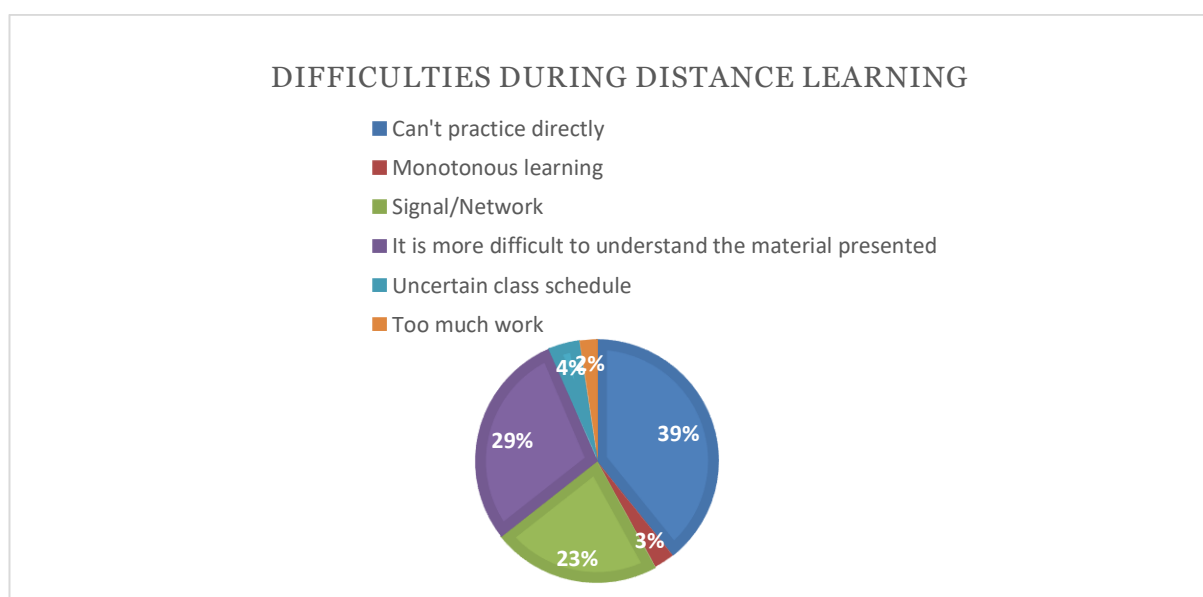 DIFFICULTIES DURING DISTANCE LEARNING
Can't practice directly
Monotonous learning
Signal/Network
It is more difficult to understand the material presented
Uncertain class schedule
Too much work
4%
2%
29%
39%
3%
23%